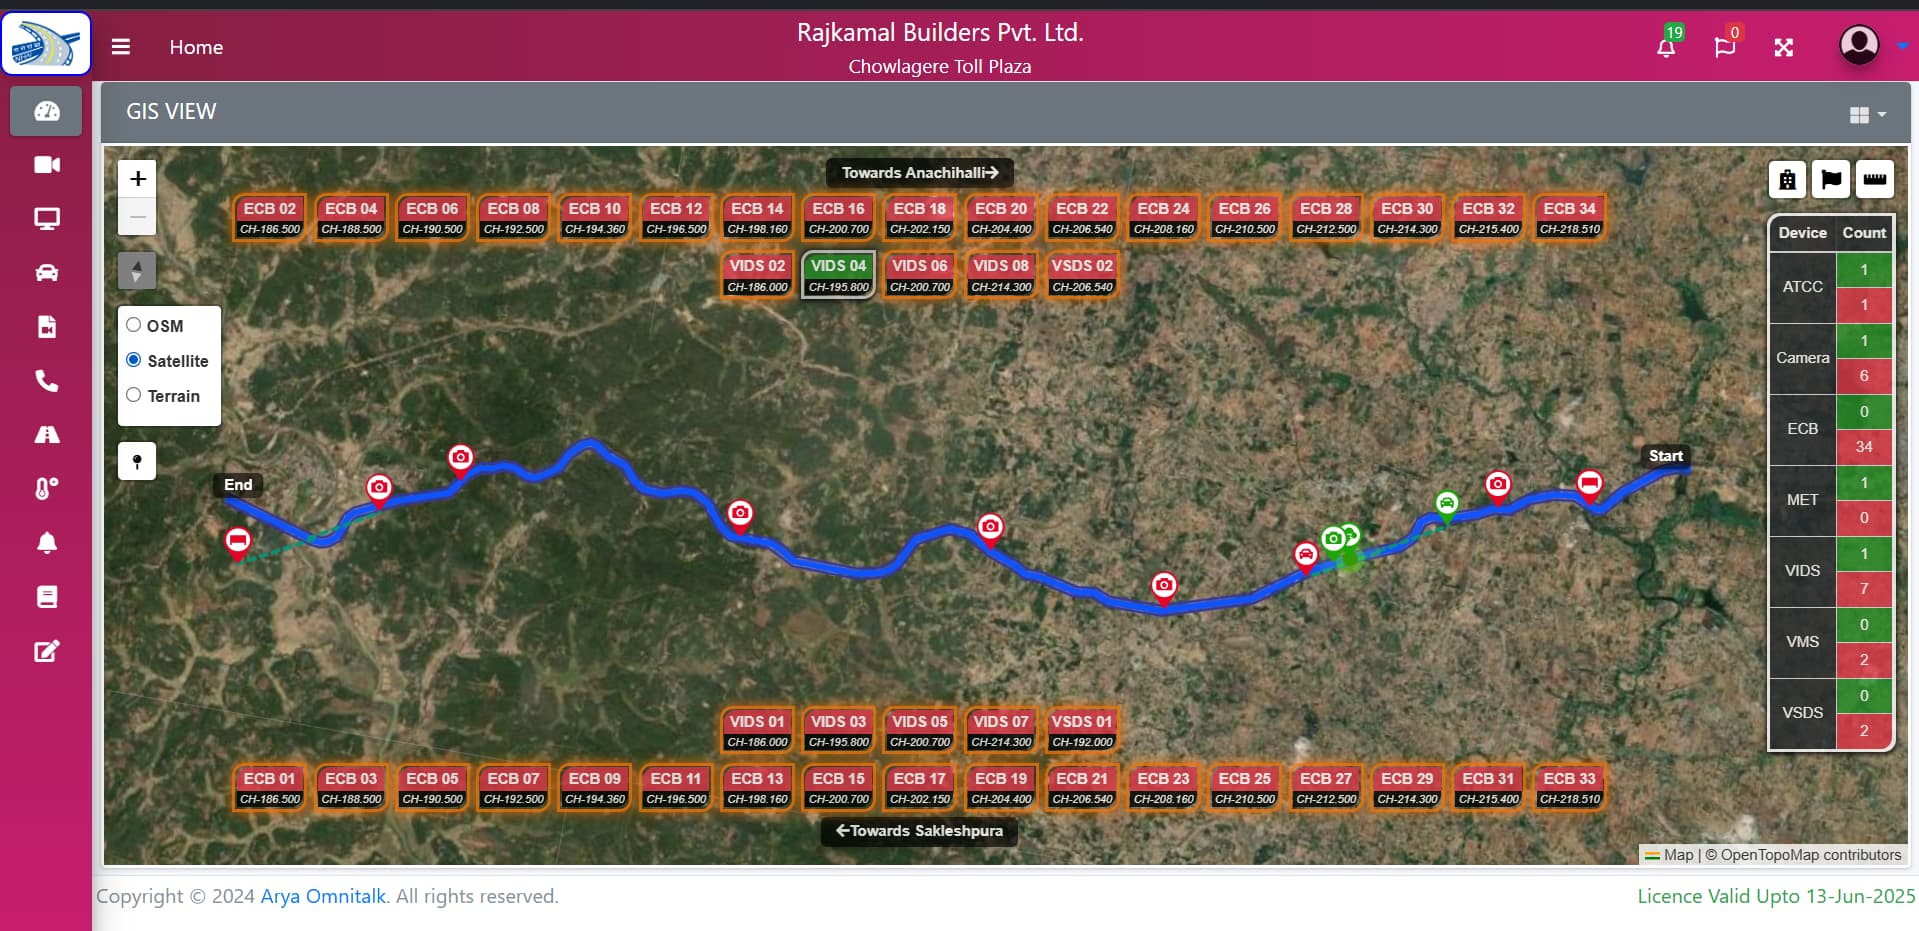 Rajkamal Builders Pvt. Ltd.
Home
19
0
Chowlagere Toll Plaza
GIS VIEW
Towards Anachihalli→
+
−
ECB 02 ECB 04 ECB 06 ECB 08 ECB 10 ECB 12 ECB 14 ECB 16 ECB 18 ECB 20 ECB 22 ECB 24 ECB 26 ECB 28 ECB 30 ECB 32 ECB 34
CH-186.500 CH-188.500 CH-190.500 CH-192.500 CH-194.360 CH-196.500 CH-198.160 CH-200.700 CH-202.150 CH-204.400 CH-206.540 CH-208.160 CH-210.500 CH-212.500 CH-214.300 CH-215.400 CH-218.510
VIDS 02 VIDS 04 VIDS 06 VIDS 08 VSDS 02
CH-186.000 CH-195.800 CH-200.700 CH-214.300 CH-206.540
OSM
Satellite
Terrain
Device Count
ATCC 1
1
Camera 1
6
ECB 0
34
MET 1
0
VIDS 1
7
VMS 0
2
VSDS 0
2
End
Start
VIDS 01 VIDS 03 VIDS 05 VIDS 07 VSDS 01
CH-186.000 CH-195.800 CH-200.700 CH-214.300 CH-192.000
ECB 01 ECB 03 ECB 05 ECB 07 ECB 09 ECB 11 ECB 13 ECB 15 ECB 17 ECB 19 ECB 21 ECB 23 ECB 25 ECB 27 ECB 29 ECB 31 ECB 33
CH-186.500 CH-188.500 CH-190.500 CH-192.500 CH-194.360 CH-196.500 CH-198.160 CH-200.700 CH-202.150 CH-204.400 CH-206.540 CH-208.160 CH-210.500 CH-212.500 CH-214.300 CH-215.400 CH-218.510
←Towards Sakleshpura
Map | © OpenTopoMap contributors
Copyright © 2024 Arya Omnitalk. All rights reserved.
Licence Valid Upto 13-Jun-2025